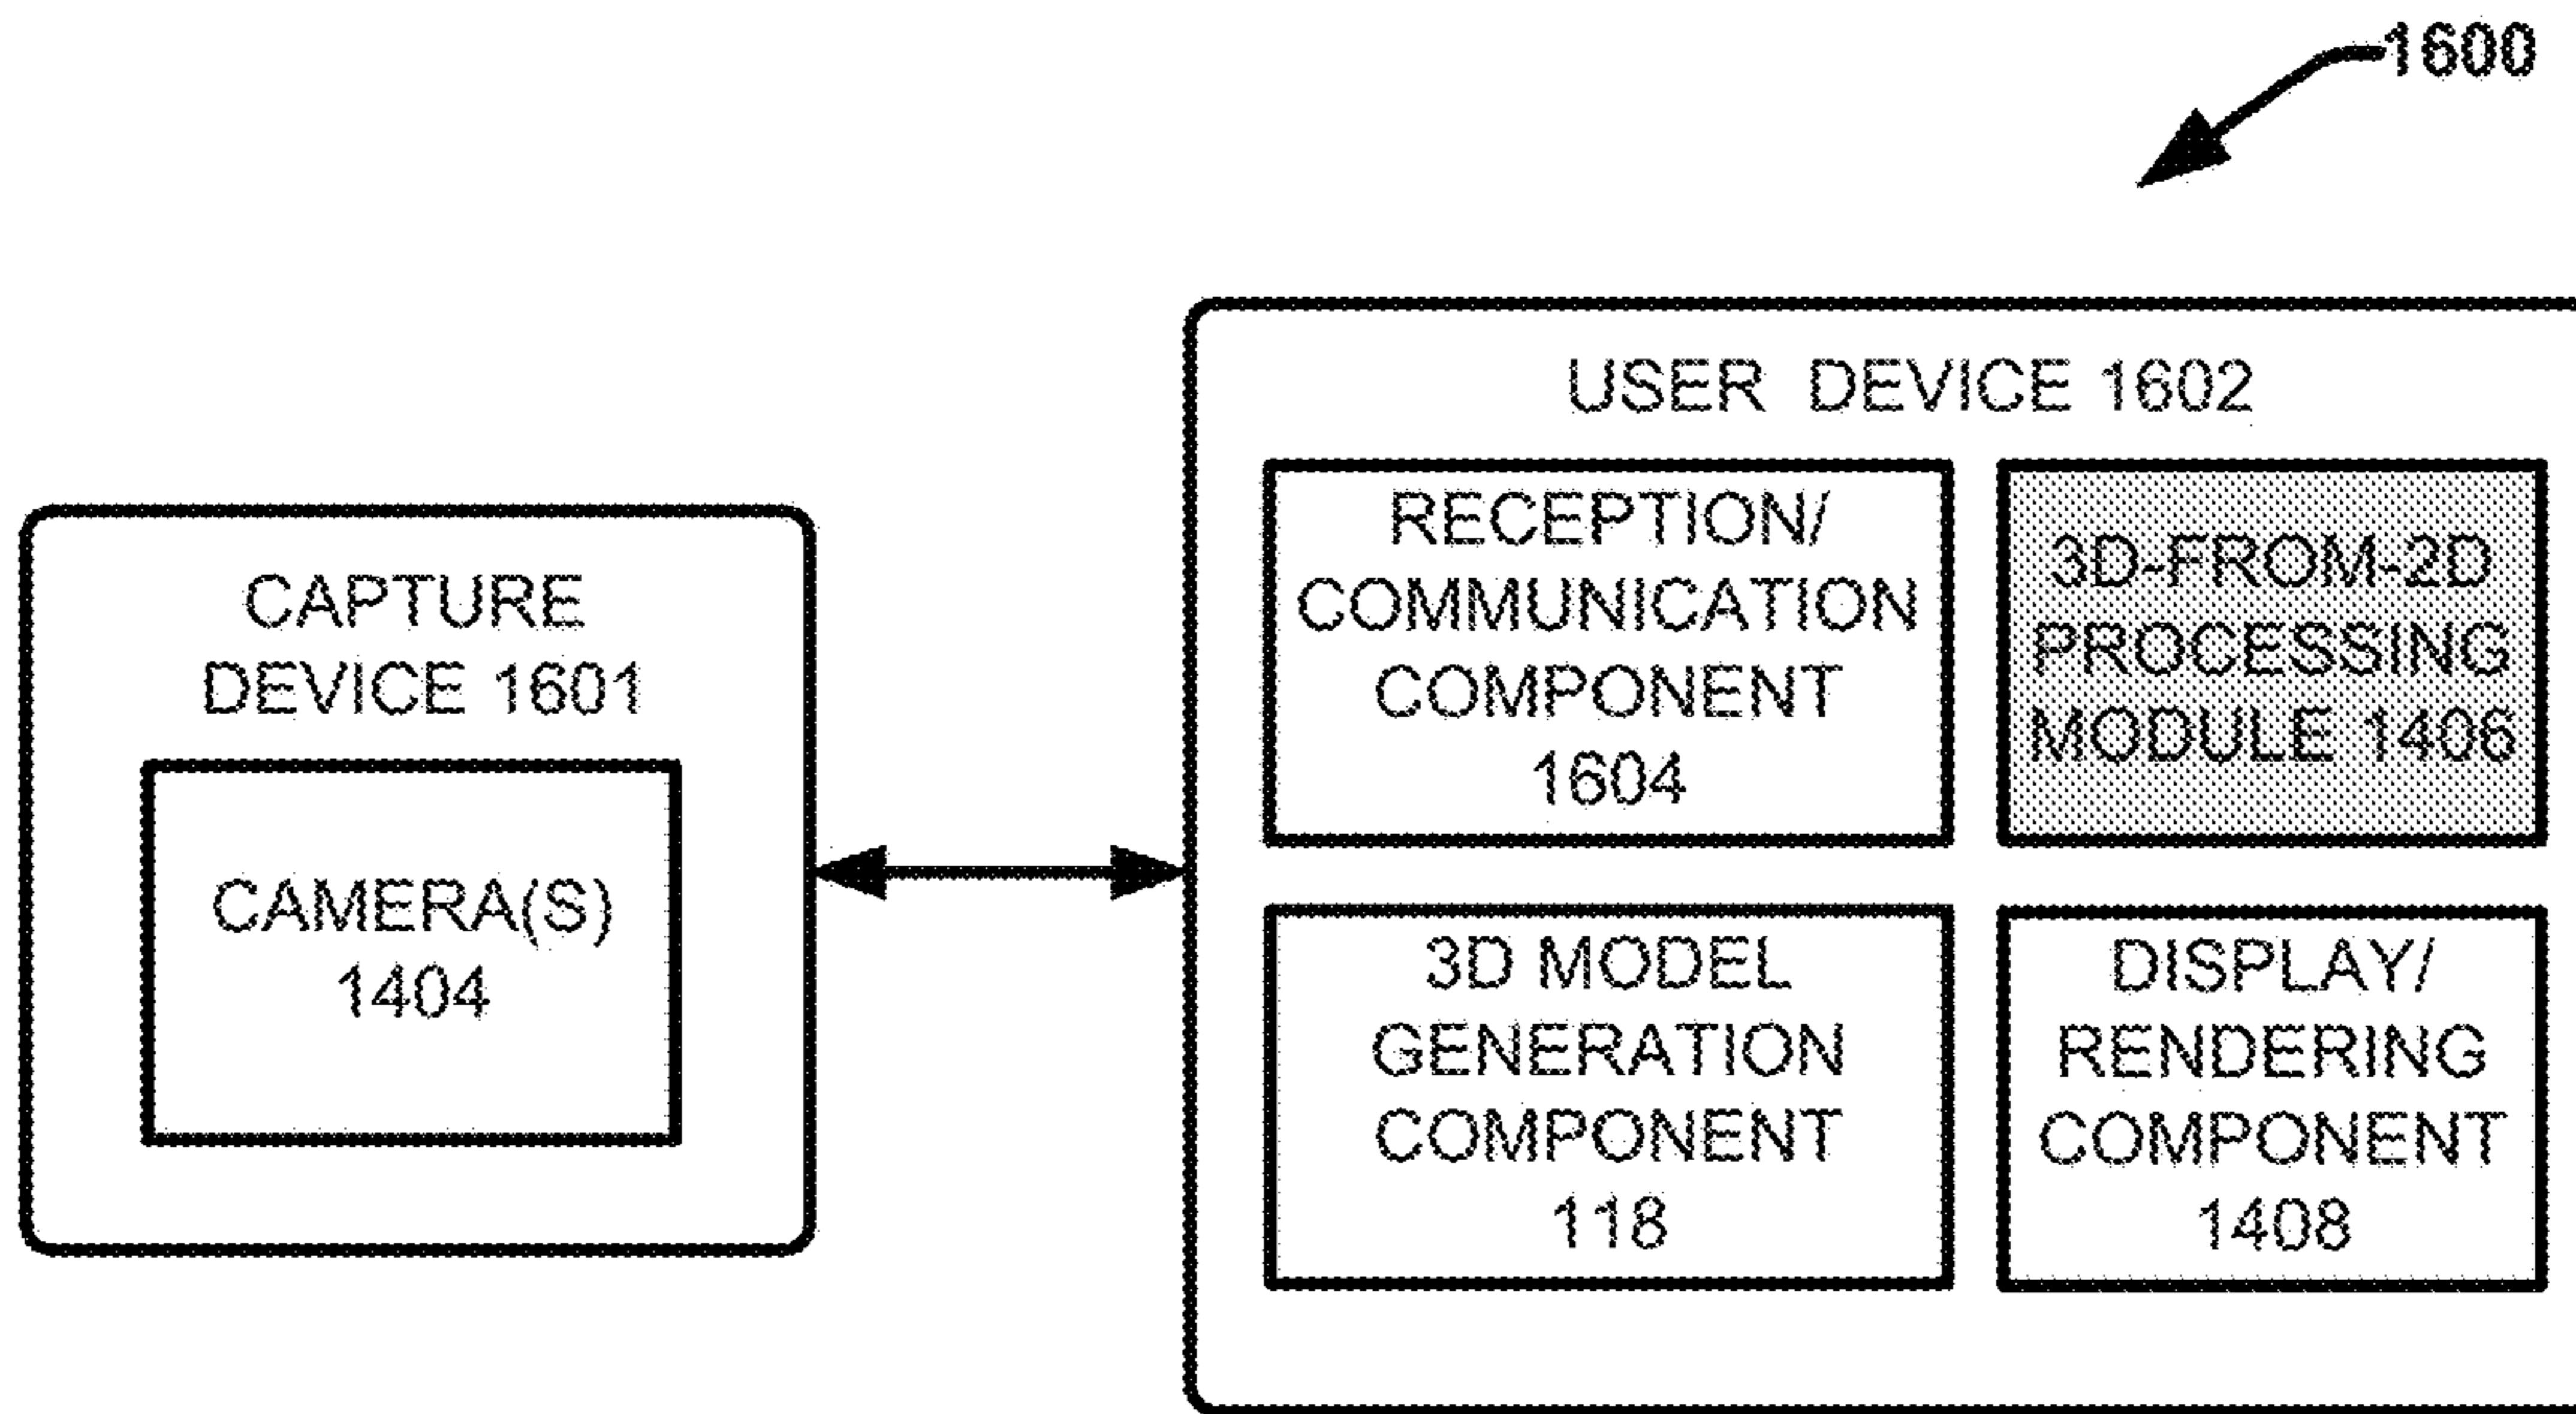 1600
USER DEVICE 1602
CAPTURE
DEVICE 1601
CAMERA(S)
1404
RECEPTION/
COMMUNICATION
COMPONENT
1604
3D-FROM-2D
PROCESSING
MODULE 1406
3D MODEL
GENERATION
COMPONENT
118
DISPLAY/
RENDERING
COMPONENT
1408